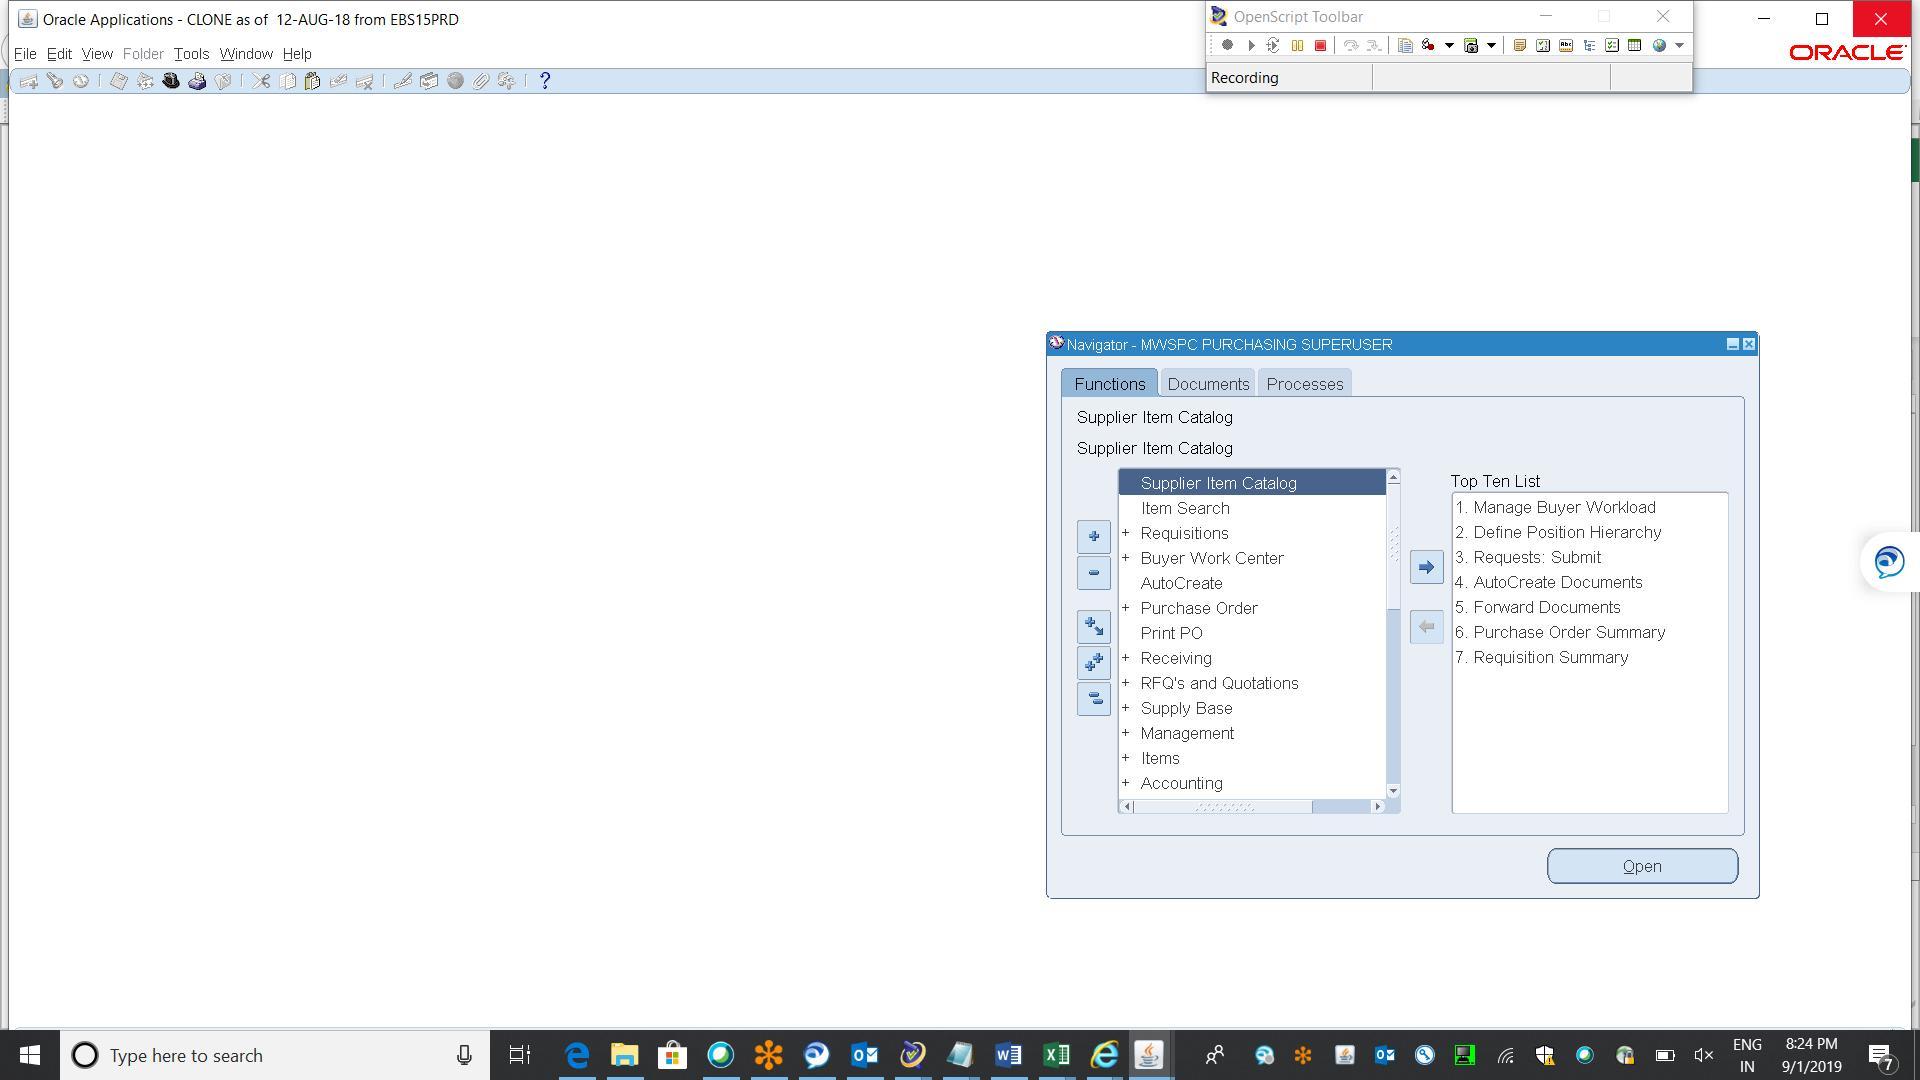 Oracle Applications - CLONE as of  12-AUG-18 from EBS15PRD
OpenScript Toolbar
File Edit View Folder Tools Window Help
ORACLE
Recording
Navigator - MWSPC PURCHASING SUPERUSER
Functions Documents Processes
Supplier Item Catalog
Supplier Item Catalog
Supplier Item Catalog
Item Search
+ Requisitions
+ Buyer Work Center
AutoCreate
+ Purchase Order
Print PO
+ Receiving
+ RFQ's and Quotations
+ Supply Base
+ Management
+ Items
+ Accounting
Top Ten List
1. Manage Buyer Workload
2. Define Position Hierarchy
3. Requests: Submit
4. AutoCreate Documents
5. Forward Documents
6. Purchase Order Summary
7. Requisition Summary
Open
Type here to search
ENG
IN
8:24 PM
9/1/2019
7